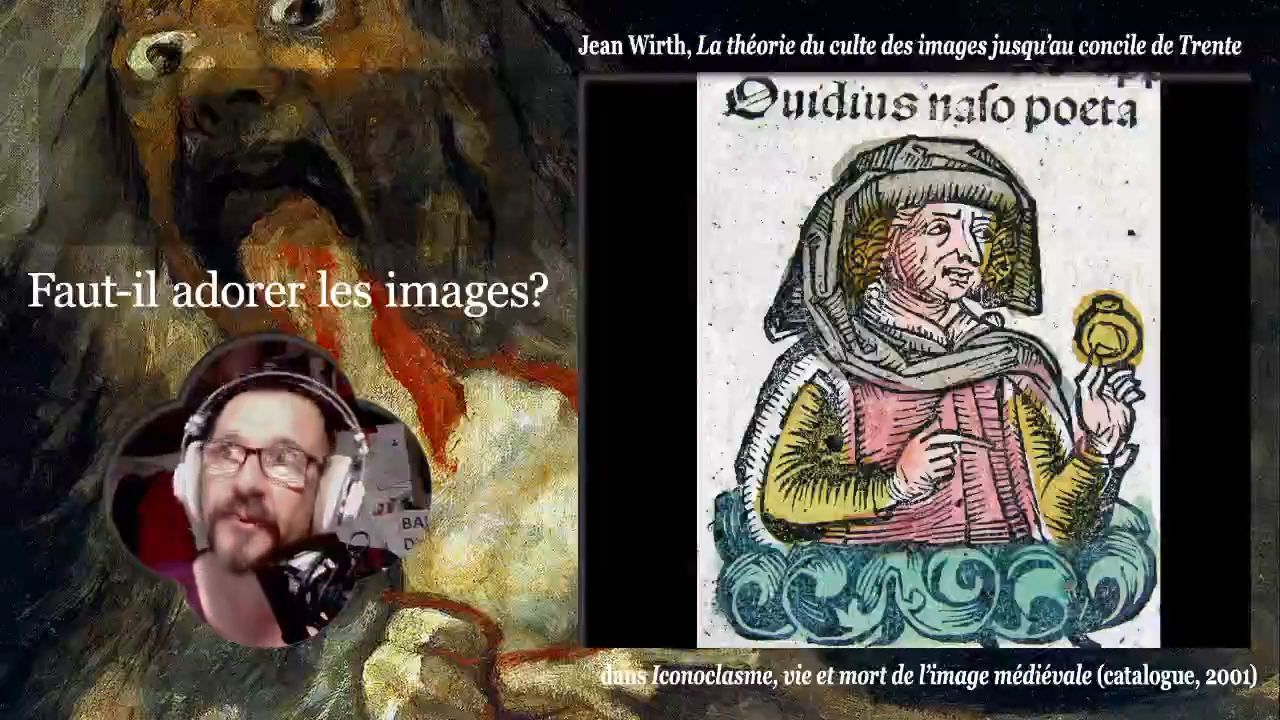 Jean Wirth, La théorie du culte des images jusqu'au concile de Trente
Ouidius naso poeta
Faut-il adorer les images?
dans Iconoclasme, vie et mort de l'image médiévale (catalogue, 2001)